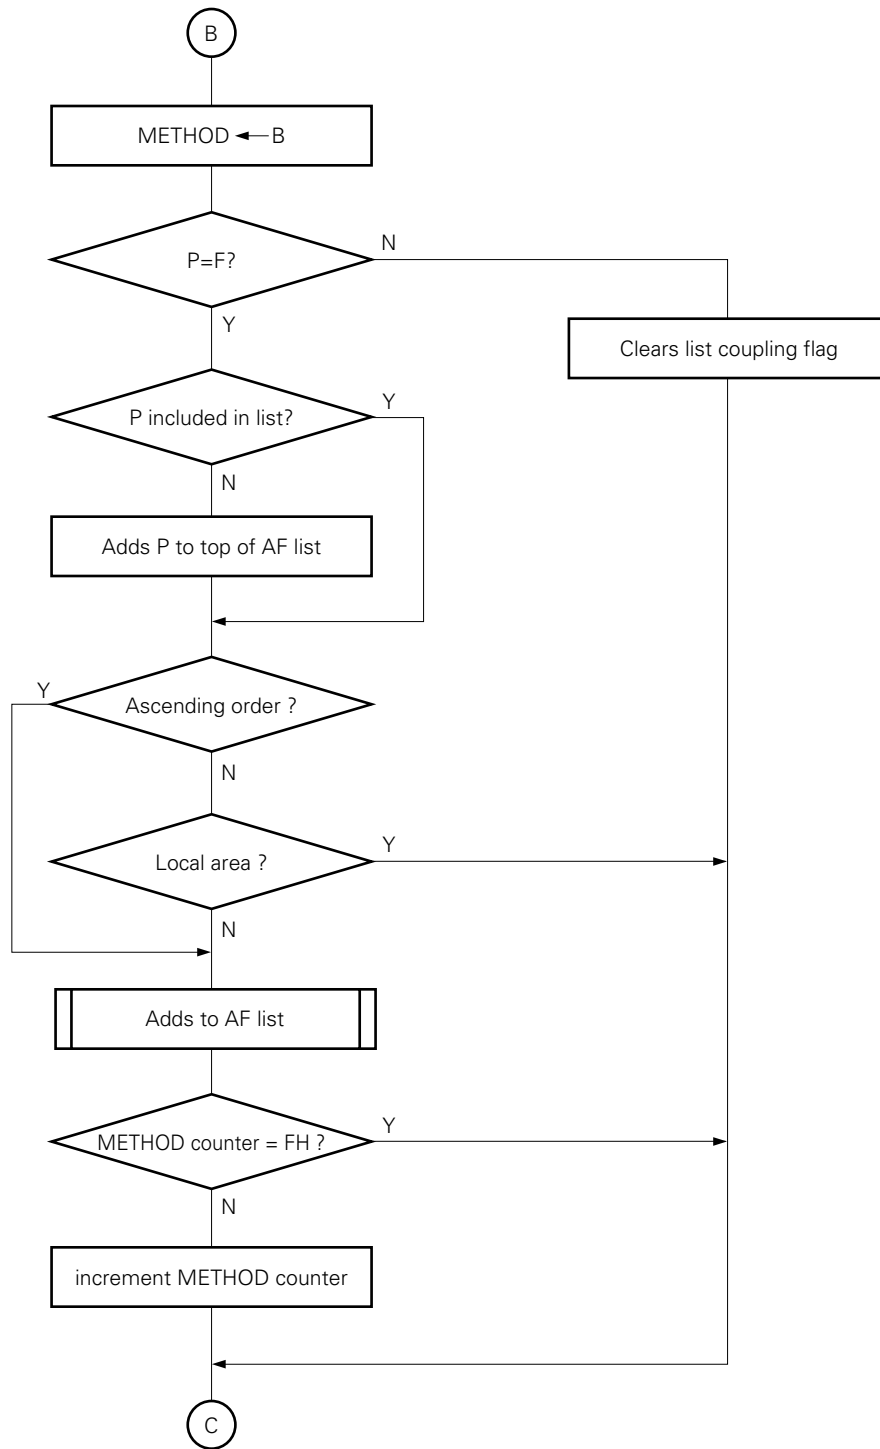 B
METHOD ← B
P=F?
N
Y
Clears list coupling flag
P included in list?
Y
N
Adds P to top of AF list
Y
Ascending order ?
N
Local area ?
Y
N
Adds to AF list
METHOD counter = FH ?
Y
N
increment METHOD counter
C